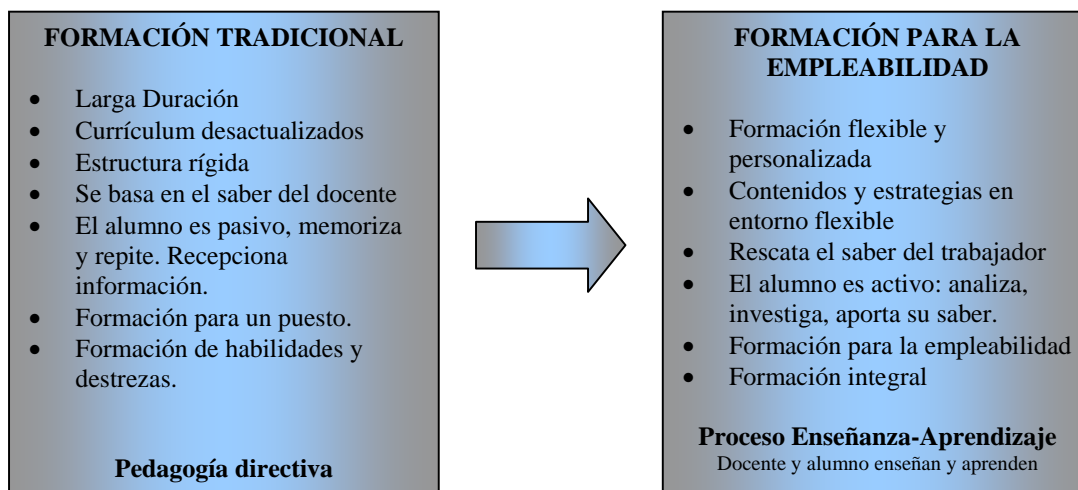 FORMACIÓN TRADICIONAL
• Larga Duración
• Currículum desactualizados
• Estructura rígida
• Se basa en el saber del docente
• El alumno es pasivo, memoriza
y repite. Recepciona
información.
• Formación para un puesto.
• Formación de habilidades y
destrezas.
Pedagogía directiva
FORMACIÓN PARA LA
EMPLEABILIDAD
• Formación flexible y
personalizada
• Contenidos y estrategias en
entorno flexible
• Rescata el saber del trabajador
• El alumno es activo: analiza,
investiga, aporta su saber.
• Formación para la empleabilidad
• Formación integral
Proceso Enseñanza-Aprendizaje
Docente y alumno enseñan y aprenden